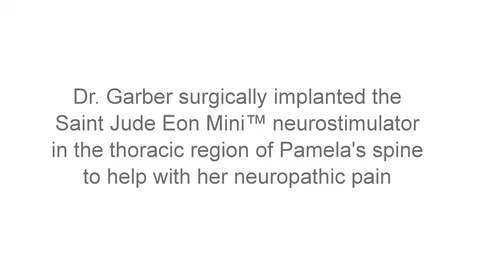 Dr. Garber surgically implanted the
Saint Jude Eon Mini™ neurostimulator
in the thoracic region of Pamela's spine
to help with her neuropathic pain